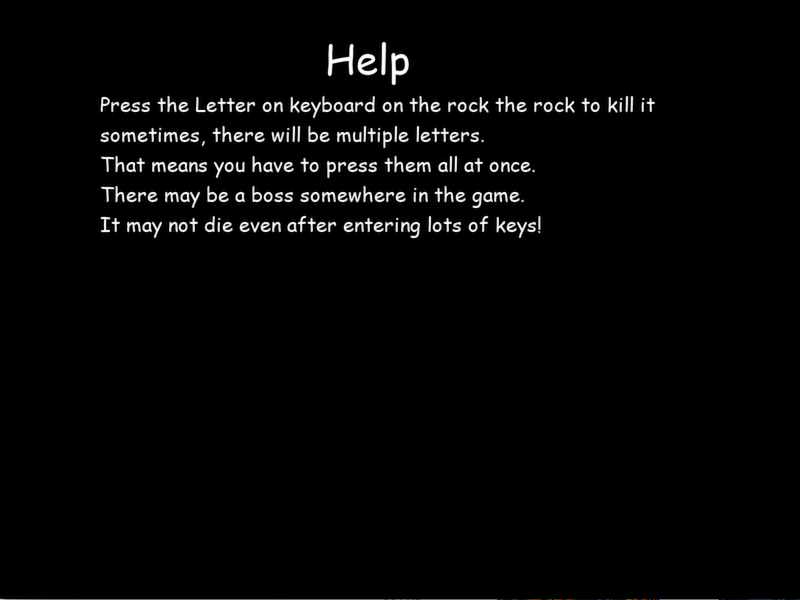 Help
Press the Letter on keyboard on the rock the rock to kill it
sometimes, there will be multiple letters.
That means you have to press them all at once.
There may be a boss somewhere in the game.
It may not die even after entering lots of keys!